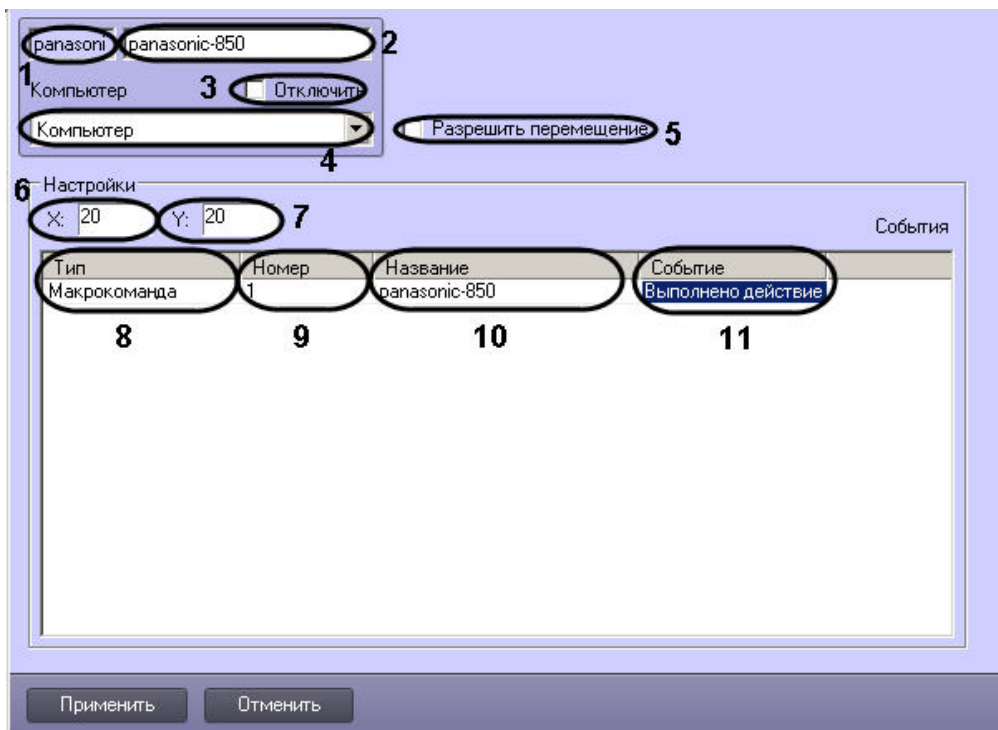 panasoni panasonic-850 2
1
Компьютер 3 Отключить
Компьютер Разрешить перемещение 5
4
6 Настройки
X: 20 Y: 20 7
События
Тип Номер Название Событие
Макрокоманда 1 panasonic-850 Выполнено действие
8 9 10 11
Применить Отменить